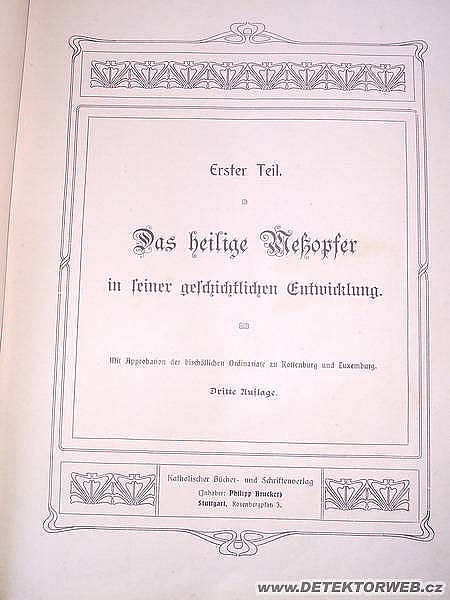 Erster Teil.
Das heilige Meßopfer
in seiner geschichtlichen Entwicklung.
Mit Approbation der bischöflichen Ordinariate zu Rottenburg und Luxemburg.
Dritte Auflage.
Katholischer Bücher- und Schriftenverlag
(Inhaber: Philipp Brucker)
Stuttgart, Rosenbergplatz 3.
www.DETEKTORWEB.cz